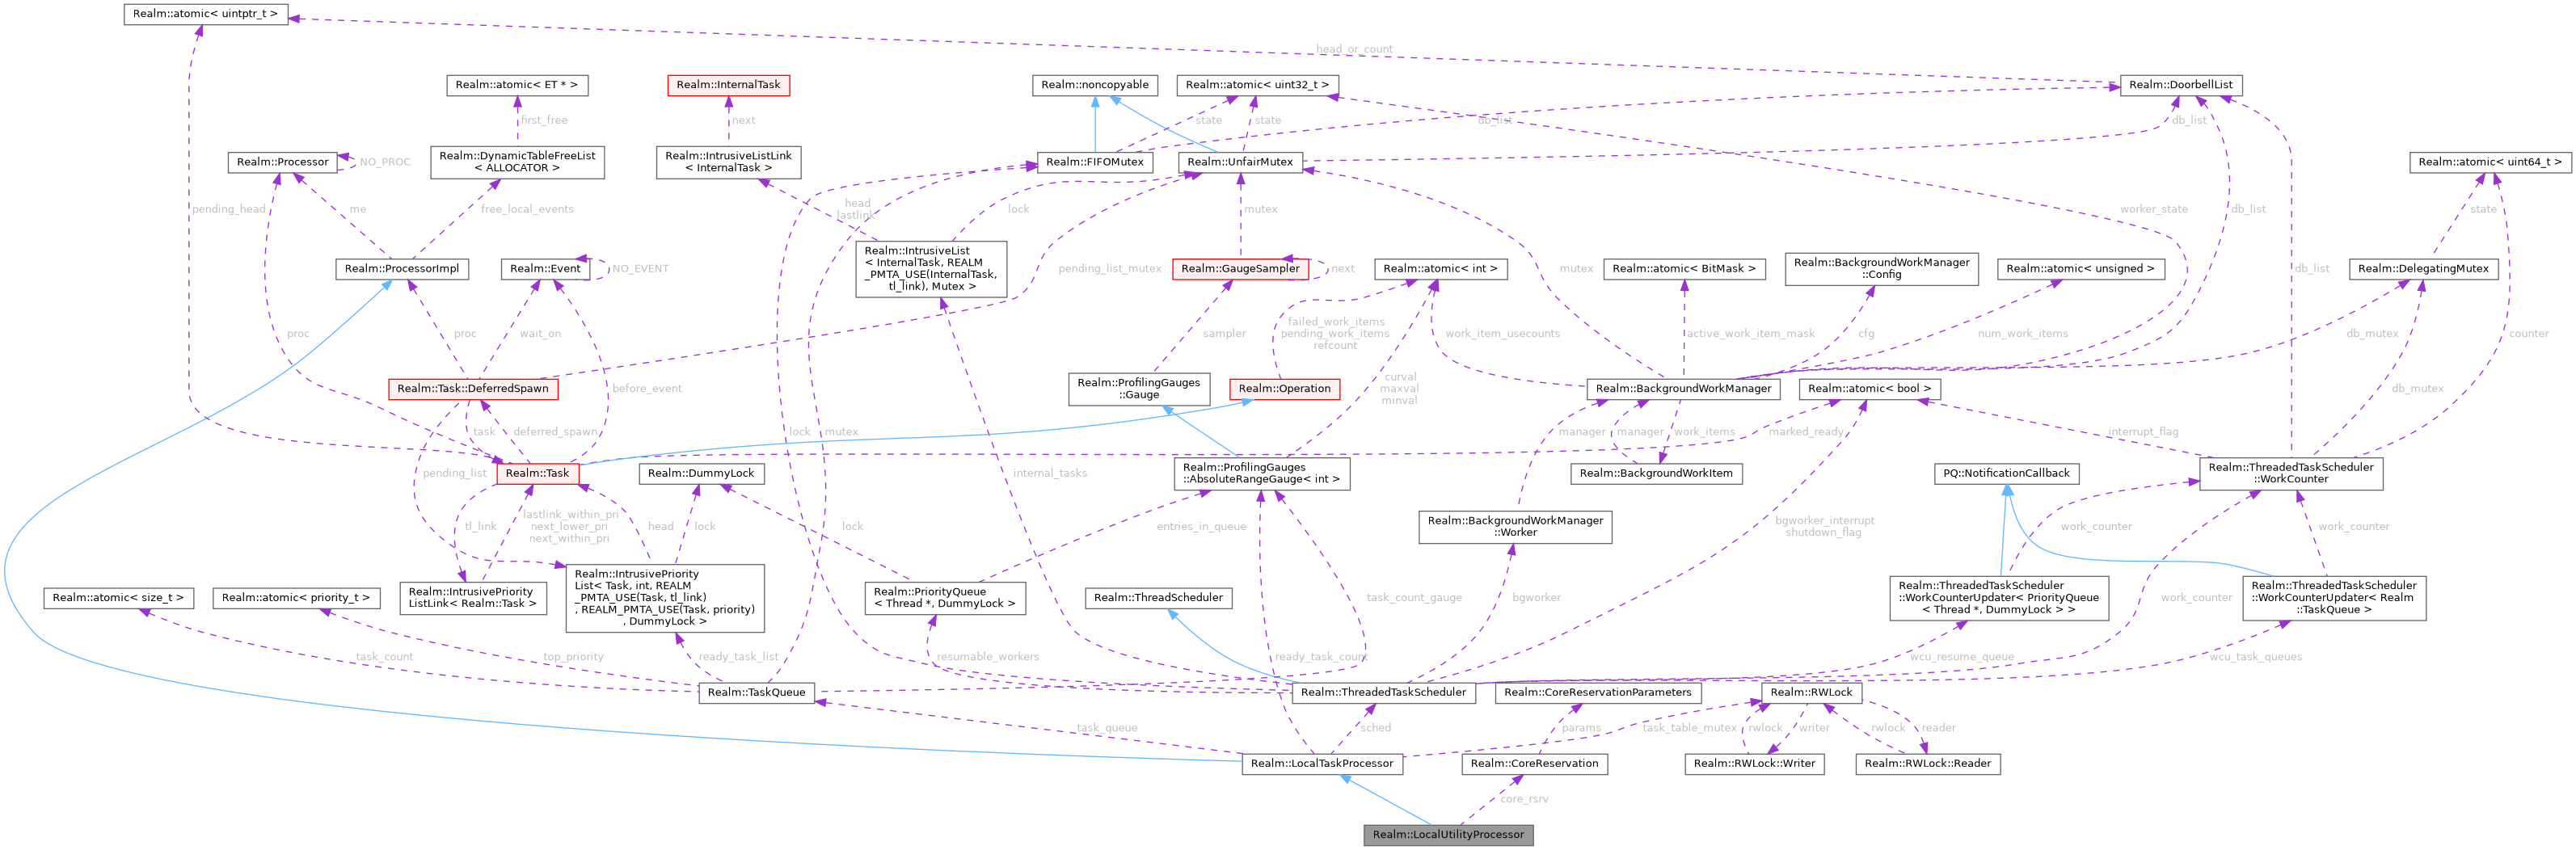 Realm::atomic< uintptr_t >
head_or_count
Realm::atomic< ET * >
Realm::InternalTask
Realm::noncopyable
Realm::atomic< uint32_t >
Realm::DoorbellList
first_free
next
state
state
db_list
db_list
Realm::Processor
NO_PROC
Realm::DynamicTableFreeList
< ALLOCATOR >
Realm::IntrusiveListLink
< InternalTask >
Realm::FIFOMutex
Realm::UnfairMutex
Realm::atomic< uint64_t >
pending_head
me
free_local_events
head
lastlink
lock
mutex
worker_state
db_list
state
Realm::ProcessorImpl
Realm::Event
NO_EVENT
Realm::IntrusiveList
< InternalTask, REALM
_PMTA_USE(InternalTask,
tl_link), Mutex >
pending_list_mutex
Realm::GaugeSampler
next
Realm::atomic< int >
mutex
Realm::atomic< BitMask >
Realm::BackgroundWorkManager
::Config
Realm::atomic< unsigned >
db_list
Realm::DelegatingMutex
proc
proc
wait_on
sampler
failed_work_items
pending_work_items
refcount
work_item_usecounts
active_work_item_mask
cfg
num_work_items
db_mutex
counter
Realm::Task::DeferredSpawn
before_event
Realm::ProfilingGauges
::Gauge
Realm::Operation
curval
maxval
minval
Realm::BackgroundWorkManager
Realm::atomic< bool >
db_mutex
task
deferred_spawn
lock
mutex
manager
manager
work_items
marked_ready
interrupt_flag
pending_list
Realm::Task
Realm::DummyLock
internal_tasks
Realm::ProfilingGauges
::AbsoluteRangeGauge< int >
Realm::BackgroundWorkItem
PQ::NotificationCallback
Realm::ThreadedTaskScheduler
::WorkCounter
tl_link
lastlink_within_pri
next_lower_pri
next_within_pri
head
lock
lock
entries_in_queue
Realm::BackgroundWorkManager
::Worker
bgworker_interrupt
shutdown_flag
work_counter
work_counter
Realm::atomic< size_t >
Realm::atomic< priority_t >
Realm::IntrusivePriority
ListLink< Realm::Task >
Realm::IntrusivePriority
List< Task, int, REALM
_PMTA_USE(Task, tl_link)
, REALM_PMTA_USE(Task, priority)
, DummyLock >
Realm::PriorityQueue
< Thread *, DummyLock >
Realm::ThreadScheduler
task_count_gauge
bgworker
Realm::ThreadedTaskScheduler
::WorkCounterUpdater< PriorityQueue
< Thread *, DummyLock > >
work_counter
Realm::ThreadedTaskScheduler
::WorkCounterUpdater< Realm
::TaskQueue >
task_count
top_priority
ready_task_list
resumable_workers
ready_task_count
wcu_resume_queue
wcu_task_queues
Realm::TaskQueue
Realm::ThreadedTaskScheduler
Realm::CoreReservationParameters
Realm::RWLock
task_queue
sched
params
task_table_mutex
rwlock
writer
rwlock
reader
Realm::LocalTaskProcessor
Realm::CoreReservation
Realm::RWLock::Writer
Realm::RWLock::Reader
core_rsrv
Realm::LocalUtilityProcessor